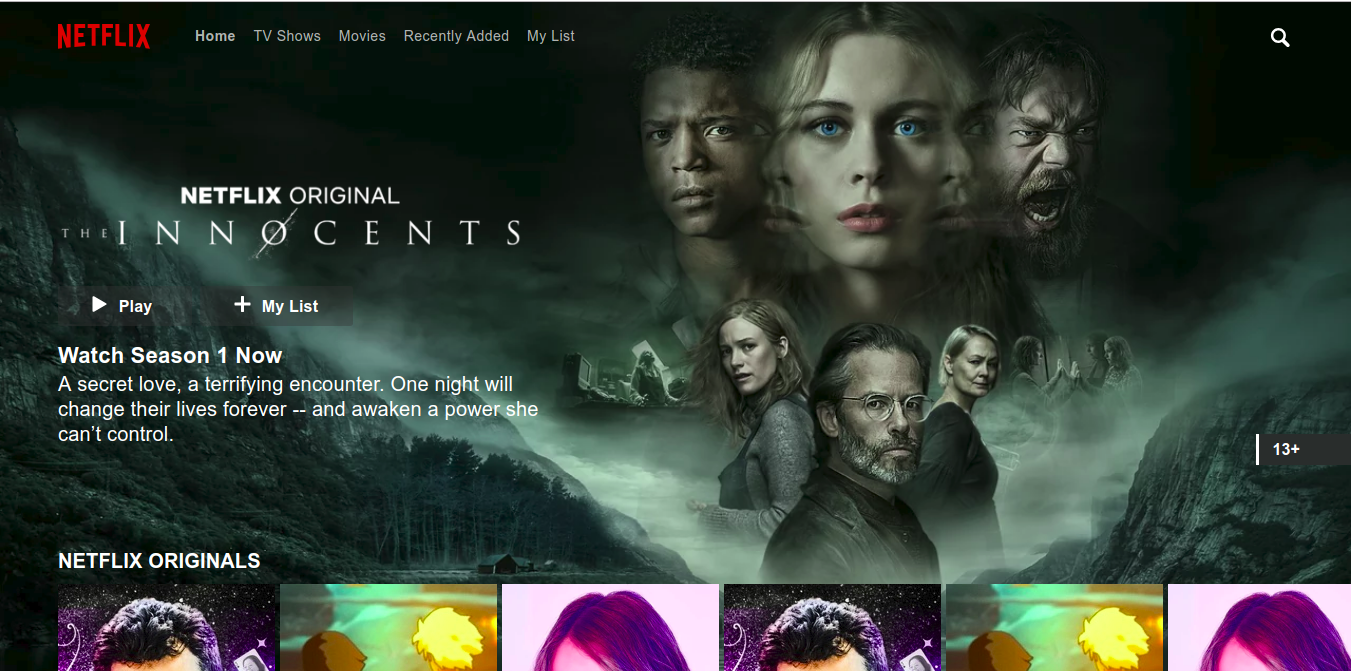 NETFLIX
Home TV Shows Movies Recently Added My List
NETFLIX ORIGINAL
THE INNOCENTS
Play My List
Watch Season 1 Now
A secret love, a terrifying encounter. One night will
change their lives forever -- and awaken a power she
can’t control.
13+
NETFLIX ORIGINALS